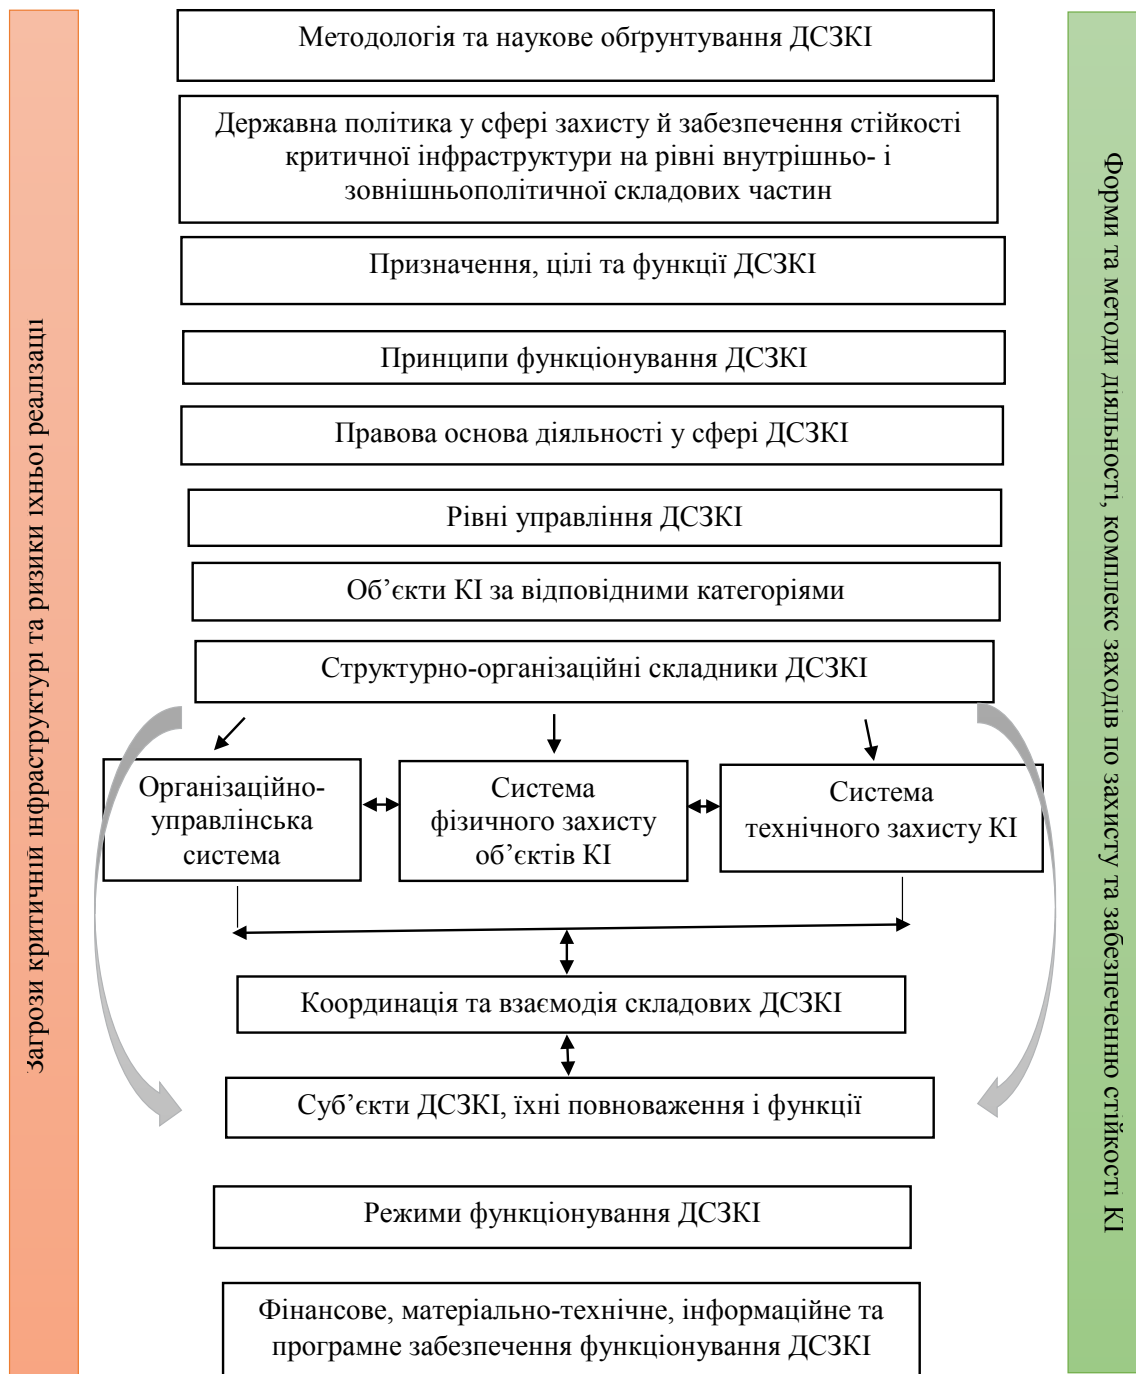 Методологія та наукове обґрунтування ДСЗКІ
Державна політика у сфері захисту й забезпечення стійкості
критичної інфраструктури на рівні внутрішньо- і
зовнішньополітичної складових частин
Призначення, цілі та функції ДСЗКІ
Принципи функціонування ДСЗКІ
Правова основа діяльності у сфері ДСЗКІ
Рівні управління ДСЗКІ
Об’єкти КІ за відповідними категоріями
Структурно-організаційні складники ДСЗКІ
Організаційно-
управлінська
система
Система
фізичного захисту
об’єктів КІ
Система
технічного захисту КІ
Координація та взаємодія складових ДСЗКІ
Суб’єкти ДСЗКІ, їхні повноваження і функції
Режими функціонування ДСЗКІ
Фінансове, матеріально-технічне, інформаційне та
програмне забезпечення функціонування ДСЗКІ
Загрози критичній інфраструктурі та ризики їхньої реалізації
Форми та методи діяльності, комплекс заходів по захисту та забезпеченню стійкості КІ